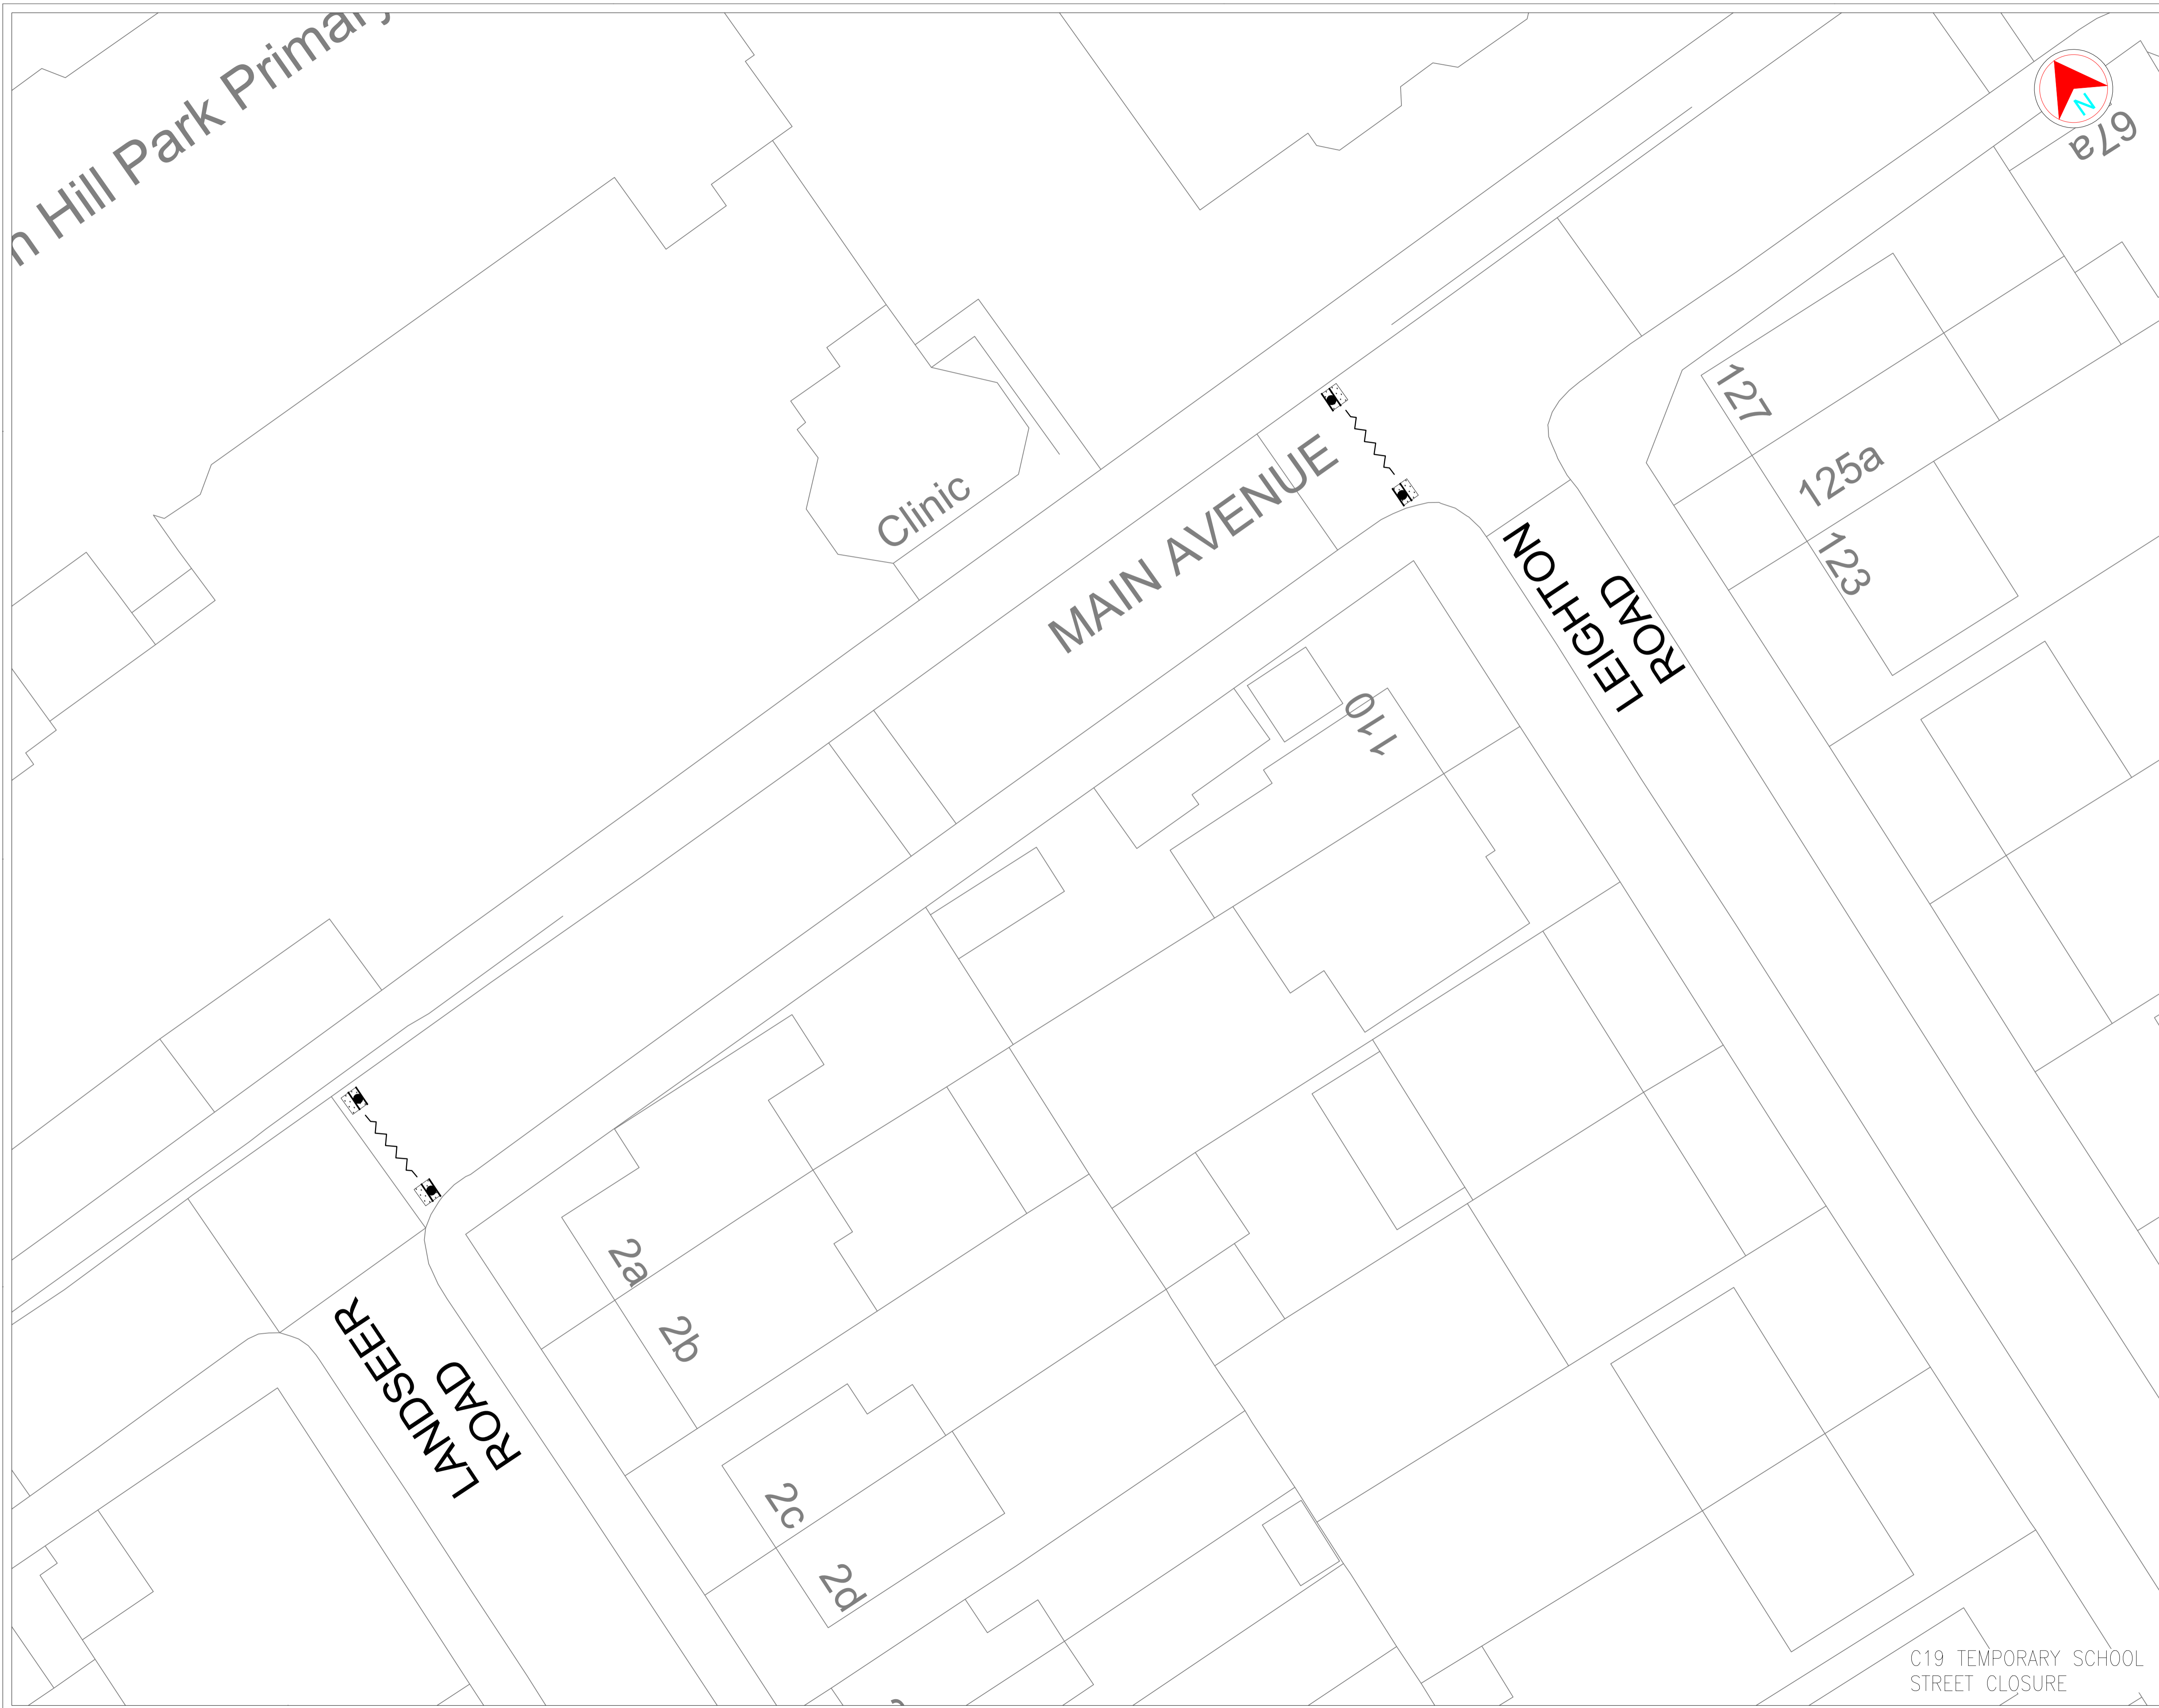 Hill Park Primary
N
67a
127
125a
123
Clinic
MAIN AVENUE
LEIGHTON
ROAD
110
2a
2b
2c
2d
LANDSEER
ROAD
C19 TEMPORARY SCHOOL
STREET CLOSURE